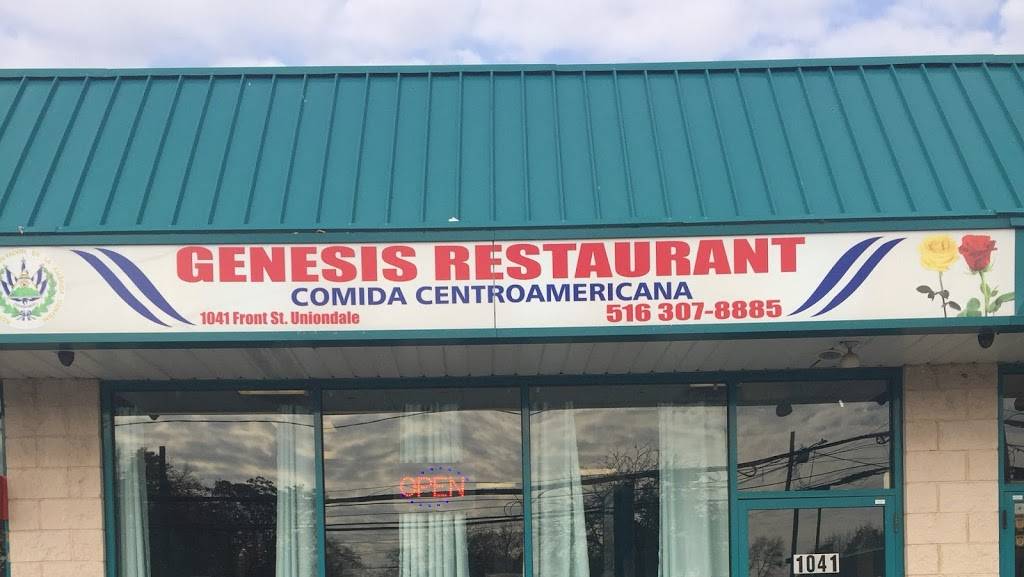 GENESIS RESTAURANT
COMIDA CENTROAMERICANA
1041 Front St. Uniondale
516 307-8885
OPEN
1041